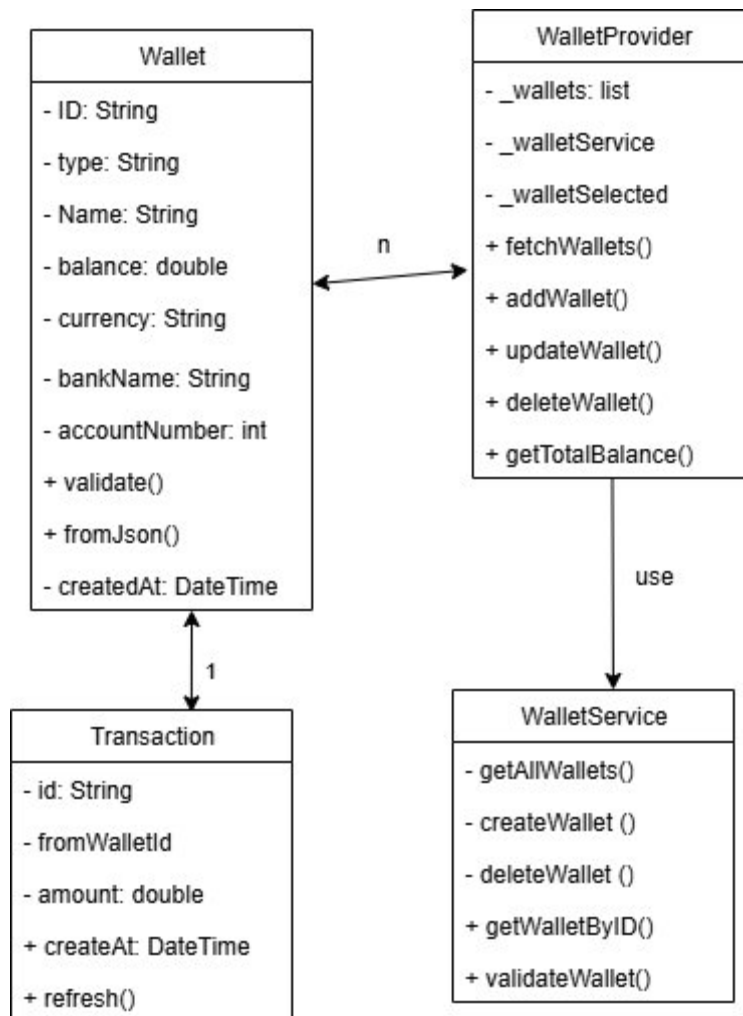 Wallet
- ID: String
- type: String
- Name: String
- balance: double
- currency: String
- bankName: String
- accountNumber: int
+ validate()
+ fromJson()
- createdAt: DateTime
n
WalletProvider
- _wallets: list
- _walletService
- _walletSelected
+ fetchWallets()
+ addWallet()
+ updateWallet()
+ deleteWallet()
+ getTotalBalance()
1
use
Transaction
- id: String
- fromWalletId
- amount: double
+ createAt: DateTime
+ refresh()
WalletService
- getAllWallets()
- createWallet ()
- deleteWallet ()
+ getWalletByID()
+ validateWallet()